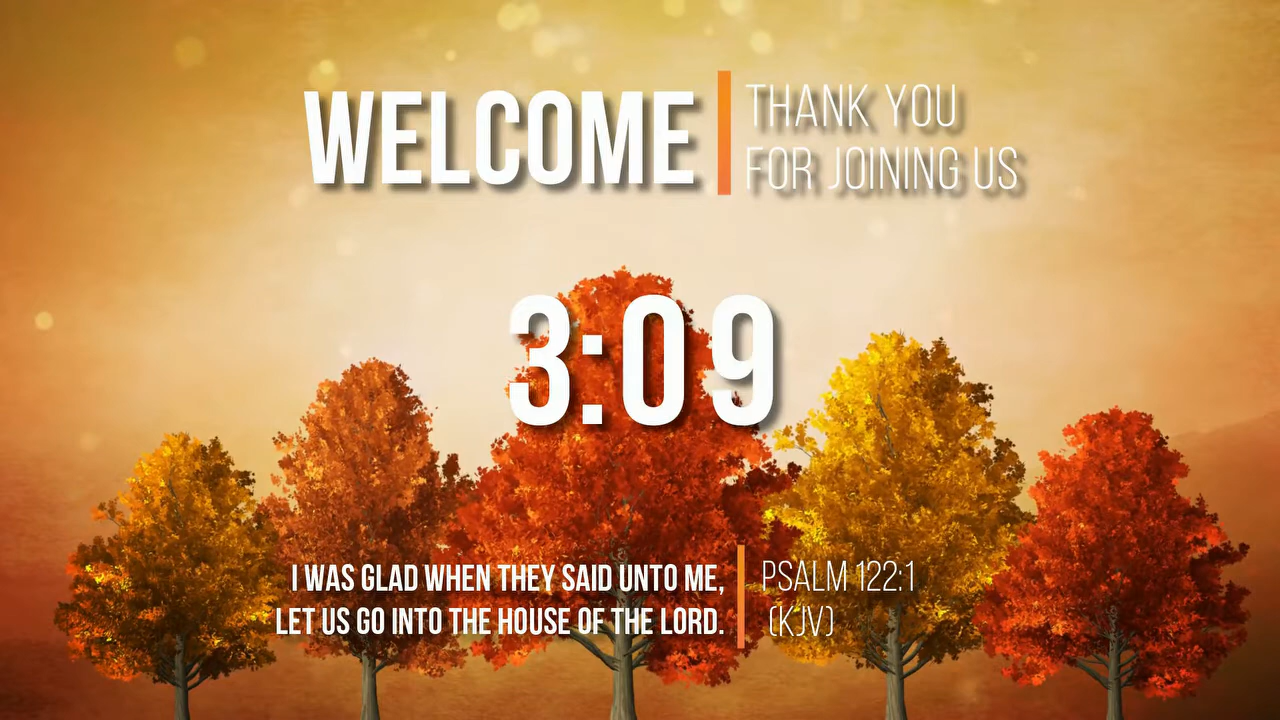 WELCOME
THANK YOU
FOR JOINING US
3:09
I WAS GLAD WHEN THEY SAID UNTO ME,
LET US GO INTO THE HOUSE OF THE LORD.
PSALM 122:1
(KJV)